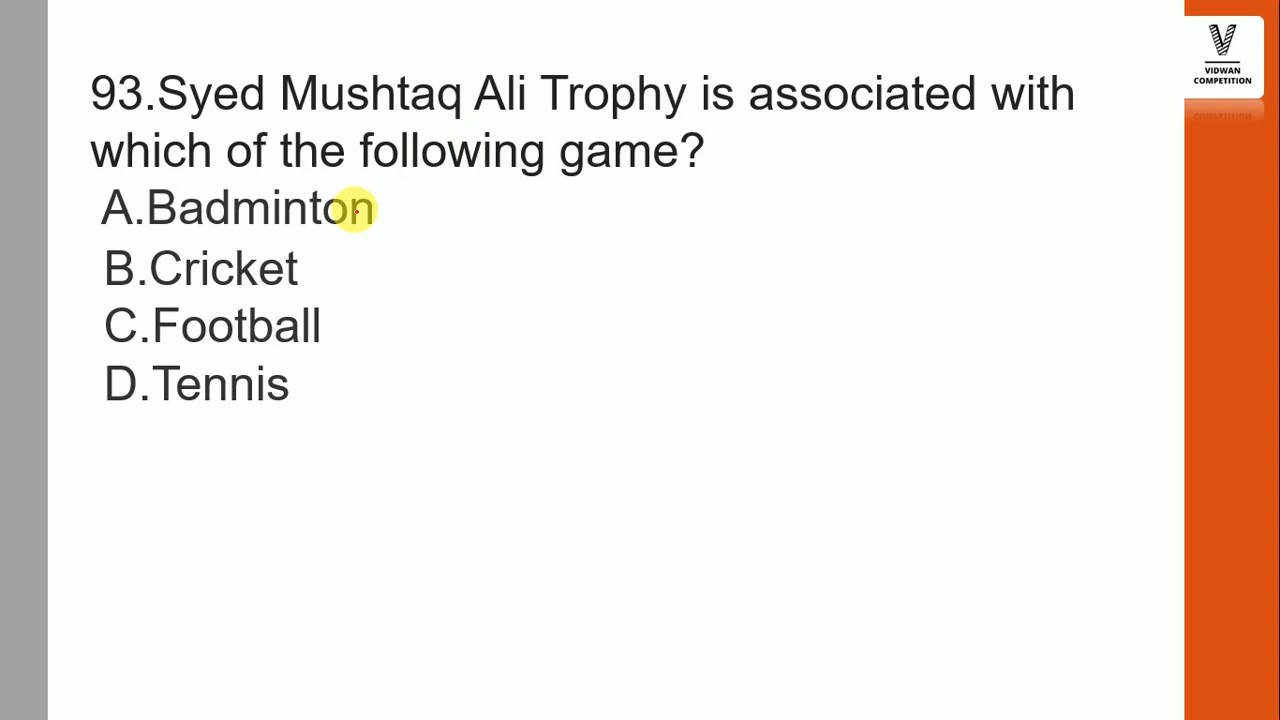 93.Syed Mushtaq Ali Trophy is associated with
which of the following game?
A.Badminton
B.Cricket
C.Football
D.Tennis
VIDWAN
COMPETITION